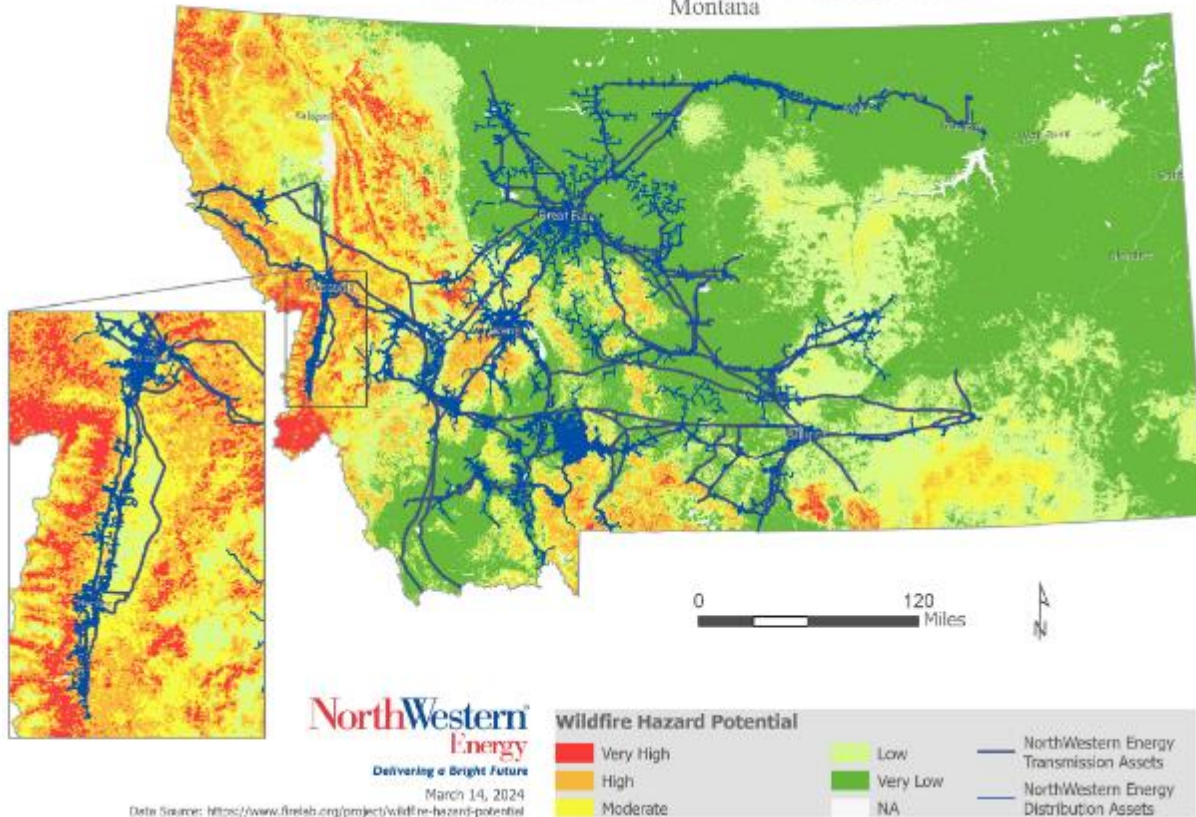 Montana
Kalispell
Great Falls
Missoula
0 120
Miles
N
NorthWestern
Energy
Delivering a Bright Future
March 14, 2024
Data Source: https://www.firelab.org/project/wildfire-hazard-potential
Wildfire Hazard Potential
Very High
High
Moderate
Low
Very Low
NA
NorthWestern Energy
Transmission Assets
NorthWestern Energy
Distribution Assets